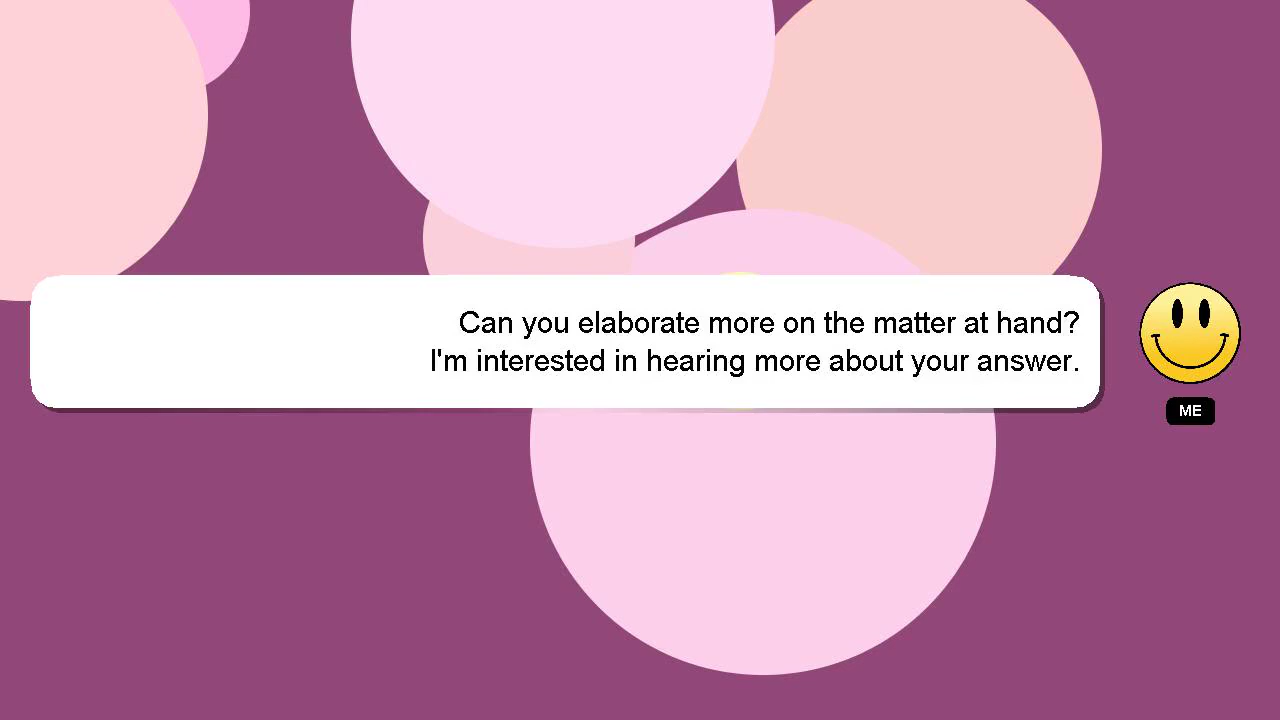 Can you elaborate more on the matter at hand?
I'm interested in hearing more about your answer.
ME